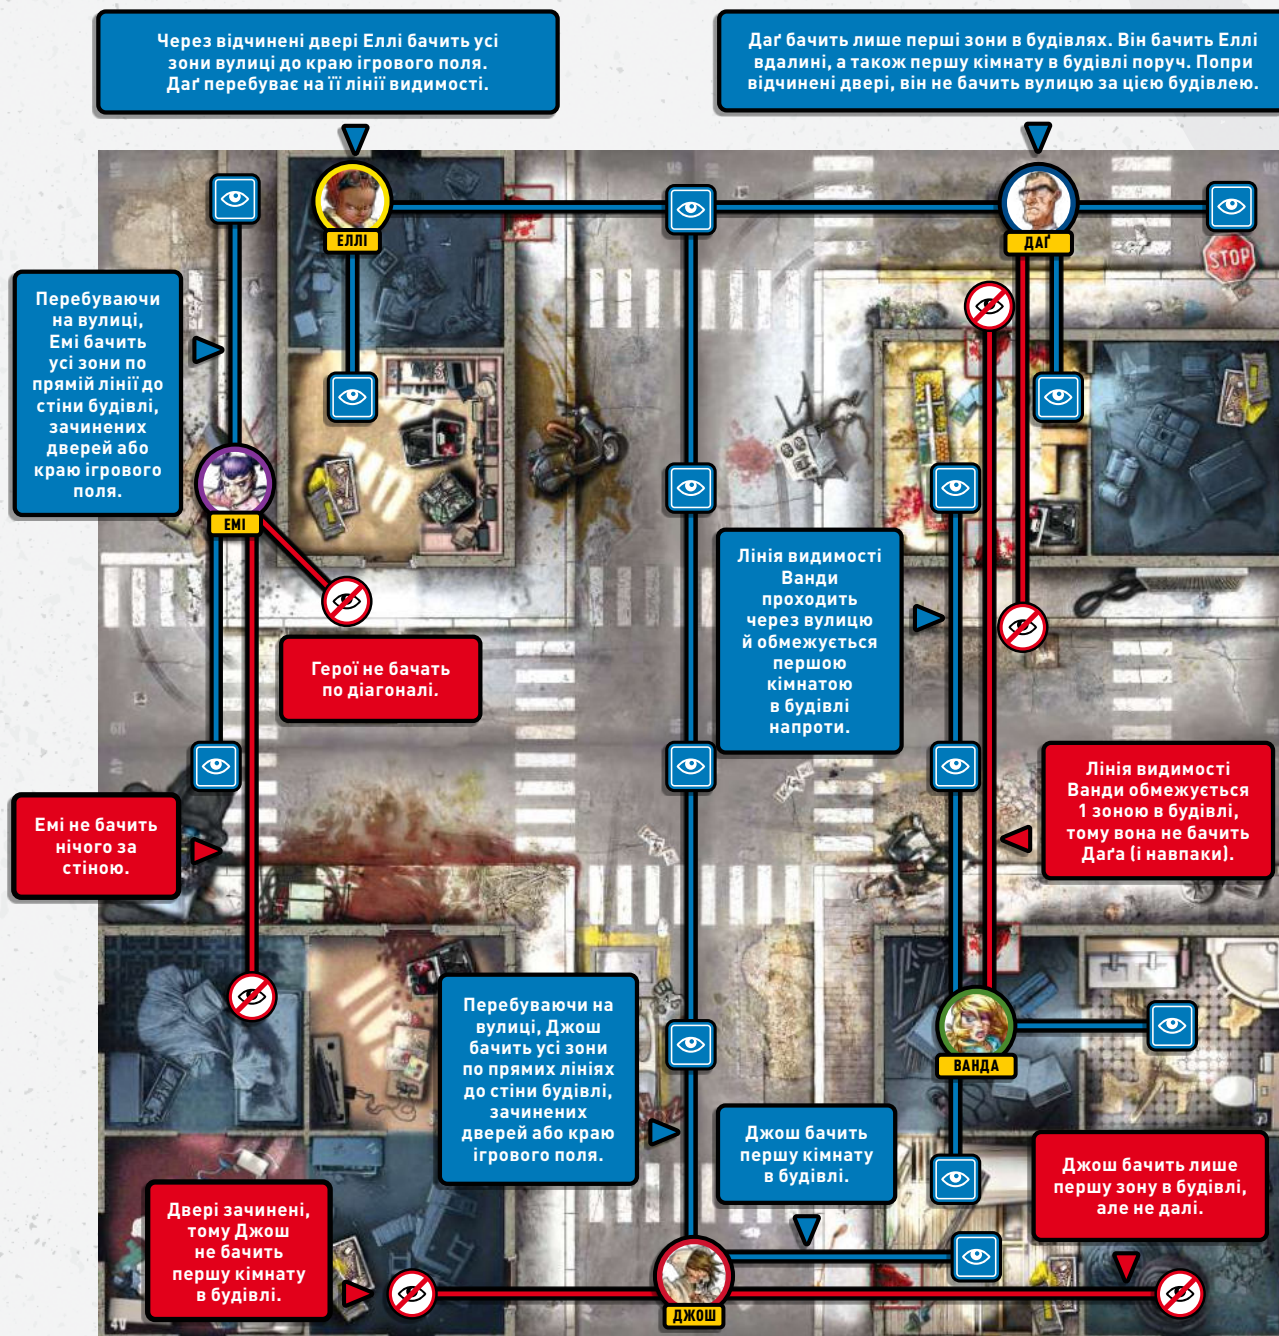 Через відчинені двері Еллі бачить усі
зони вулиці до краю ігрового поля.
Даґ перебуває на її лінії видимості.
Даґ бачить лише перші зони в будівлях. Він бачить Еллі
вдалині, а також першу кімнату в будівлі поруч. Попри
відчинені двері, він не бачить вулицю за цією будівлею.
ЕЛЛІ
ДАҐ
STOP
Перебуваючи
на вулиці,
Емі бачить
усі зони по
прямій лінії до
стіни будівлі,
зачинених
дверей або
краю ігрового
поля.
ЕМІ
Лінія видимості
Ванди
проходить
через вулицю
й обмежується
першою
кімнатою
в будівлі
напроти.
Герої не бачать
по діагоналі.
Лінія видимості
Ванди обмежується
1 зоною в будівлі,
тому вона не бачить
Даґа (і навпаки).
Емі не бачить
нічого за
стіною.
Перебуваючи на
вулиці, Джош
бачить усі зони
по прямих лініях
до стіни будівлі,
зачинених
дверей або краю
ігрового поля.
ВАНДА
Джош бачить
першу кімнату
в будівлі.
Джош бачить лише
першу зону в будівлі,
але не далі.
Двері зачинені,
тому Джош
не бачить
першу кімнату
в будівлі.
ДЖОШ